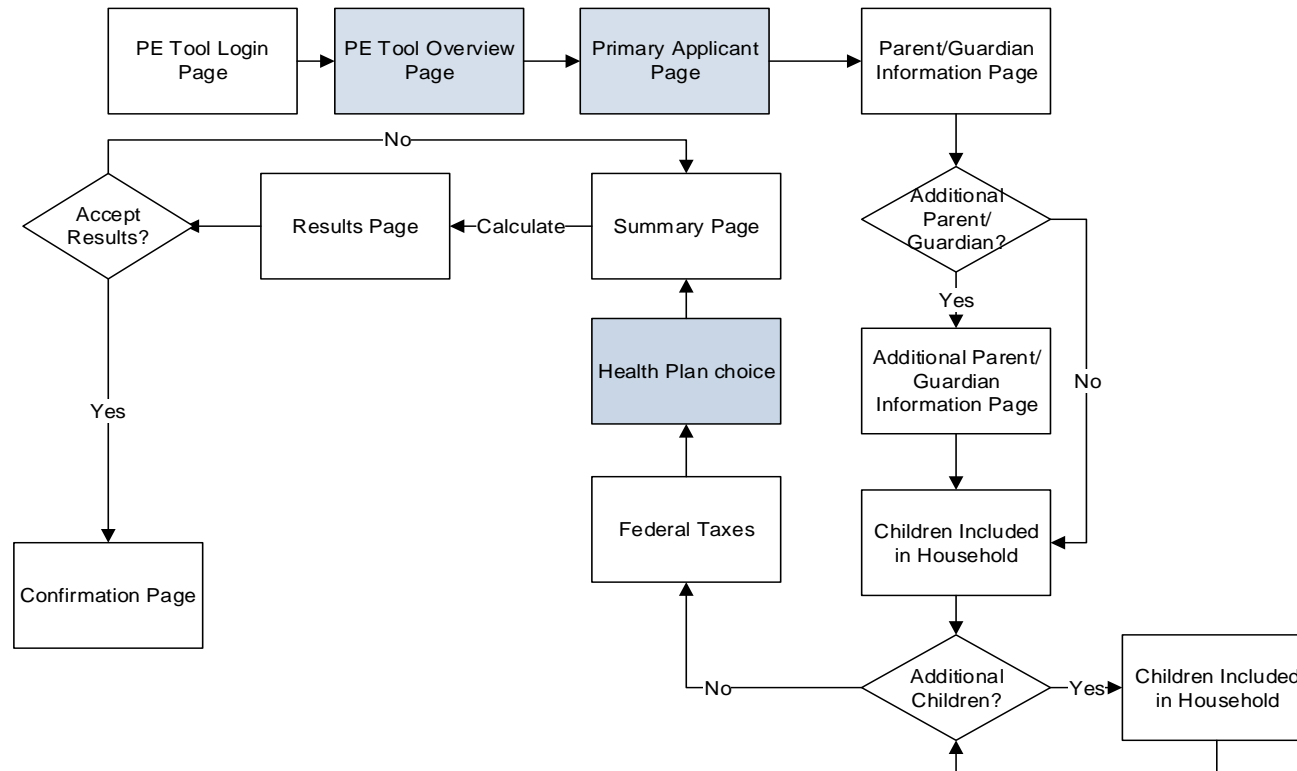 PE Tool Login
Page
PE Tool Overview
Page
Primary Applicant
Page
Parent/Guardian
Information Page
No
Accept
Results?
Results Page
Calculate
Summary Page
Additional
Parent/
Guardian?
Yes
No
Health Plan choice
Additional Parent/
Guardian
Information Page
Yes
Federal Taxes
Children Included
in Household
Confirmation Page
No
Additional
Children?
Yes
Children Included
in Household